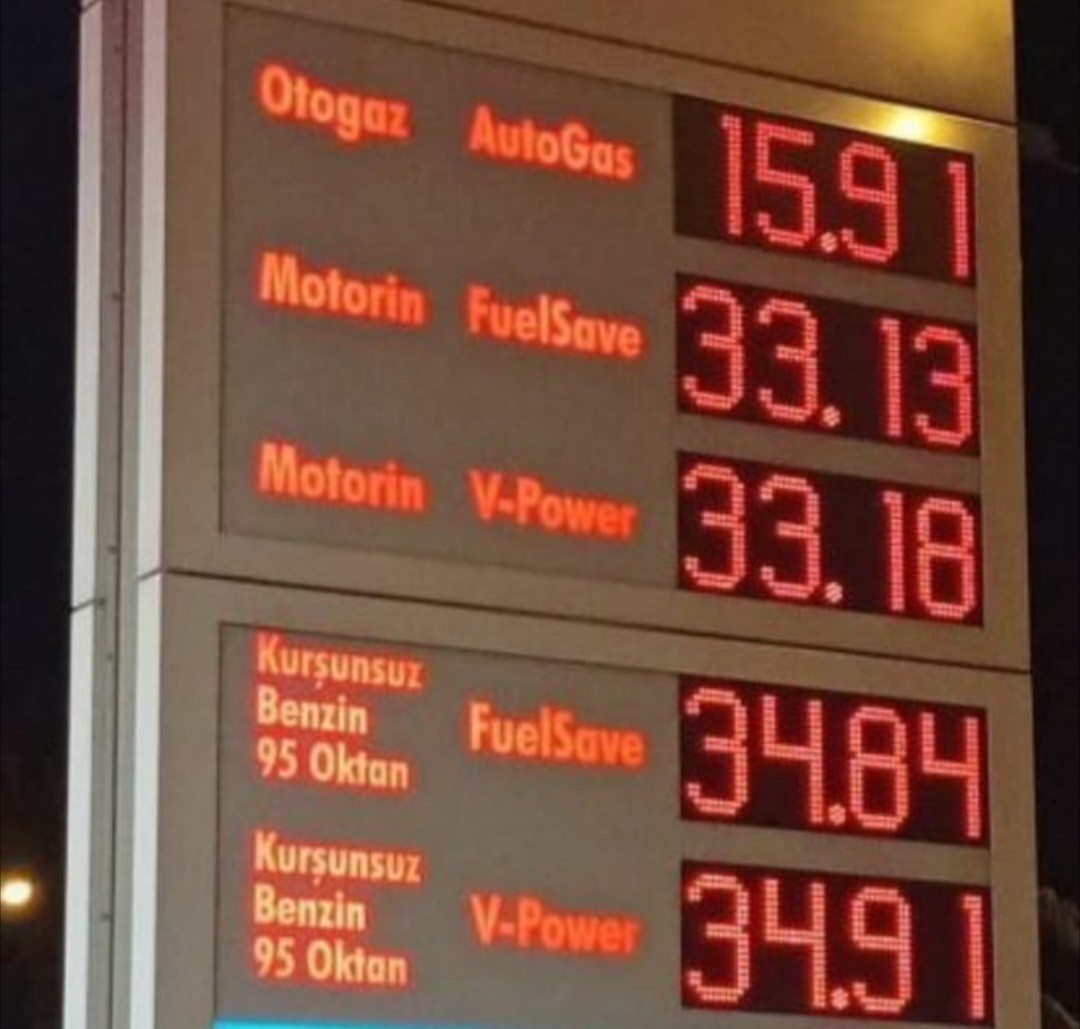 Otogaz AutoGas 15.91
Motorin FuelSave 33.13
Motorin V-Power 33.18
Kurşunsuz
Benzin
95 Oktan
FuelSave 34.84
Kurşunsuz
Benzin
95 Oktan
V-Power 34.91